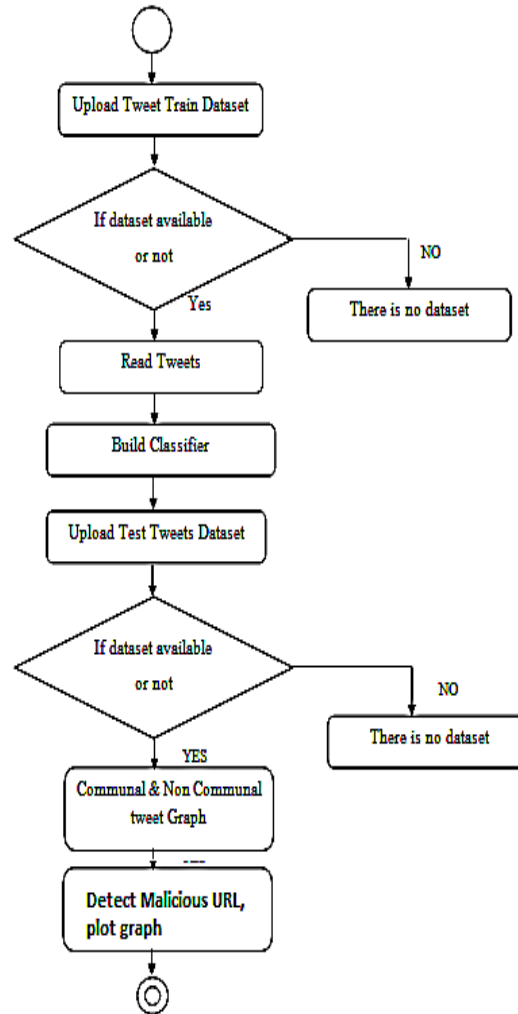 Upload Tweet Train Dataset
If dataset available
or not
NO
There is no dataset
Yes
Read Tweets
Build Classifier
Upload Test Tweets Dataset
If dataset available
or not
NO
There is no dataset
YES
Communal & Non Communal
tweet Graph
Detect Malicious URL,
plot graph